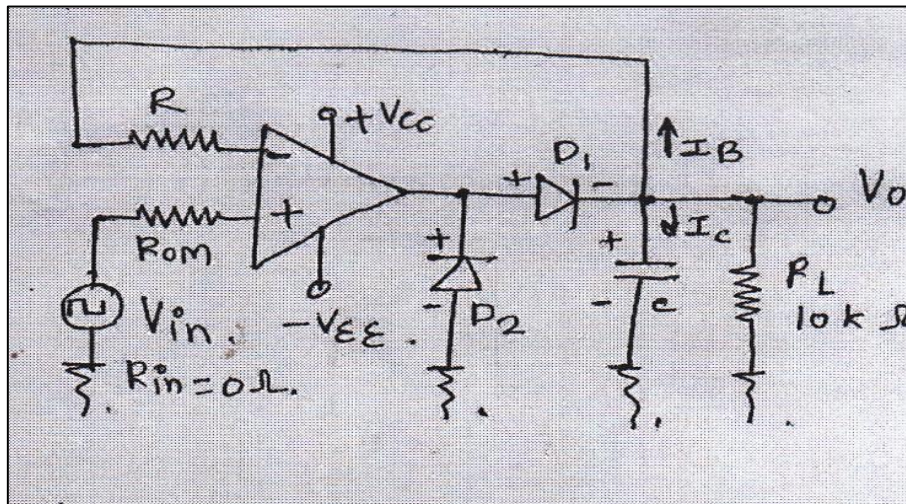 R
+VCC
-
+
ROM
Vin.
Rin = 0Ω.
-VEE.
D1
+ -
D2
+
-
IB
Ic
+
-
C
Vo
RL
10kΩ